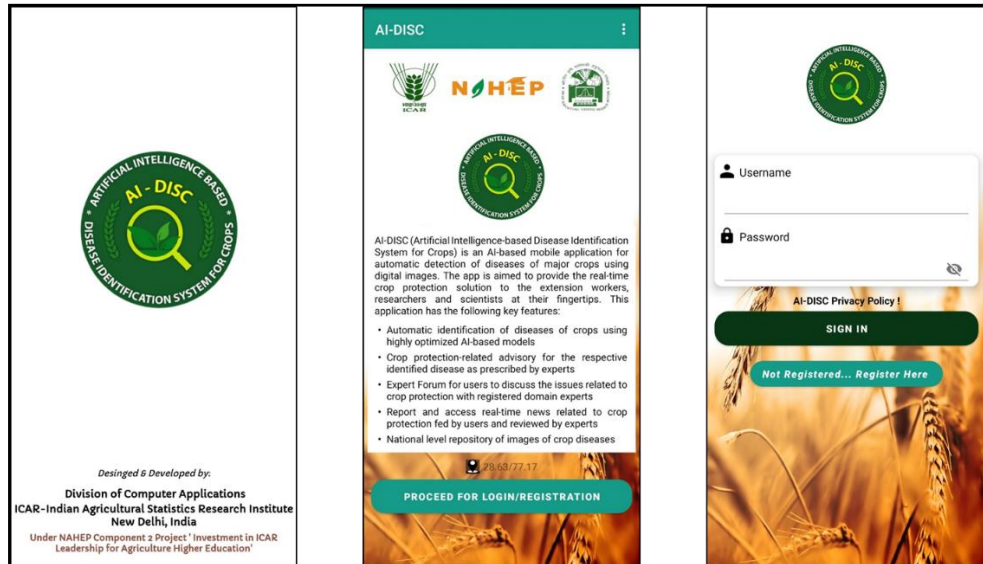 ARTIFICIAL INTELLIGENCE BASED
AI - DISC
DISEASE IDENTIFICATION SYSTEM FOR CROPS
Desinged & Developed by:
Division of Computer Applications
ICAR-Indian Agricultural Statistics Research Institute
New Delhi, India
Under NAHEP Component 2 Project ' Investment in ICAR
Leadership for Agriculture Higher Education'
AI-DISC
ICAR
NAHEP
ARTIFICIAL INTELLIGENCE BASED
AI - DISC
DISEASE IDENTIFICATION SYSTEM FOR CROPS
AI-DISC (Artificial Intelligence-based Disease Identification
System for Crops) is an AI-based mobile application for
automatic detection of diseases of major crops using
digital images. The app is aimed to provide the real-time
crop protection solution to the extension workers,
researchers and scientists at their fingertips. This
application has the following key features:
• Automatic identification of diseases of crops using
highly optimized AI-based models
• Crop protection-related advisory for the respective
identified disease as prescribed by experts
• Expert Forum for users to discuss the issues related to
crop protection with registered domain experts
• Report and access real-time news related to crop
protection fed by users and reviewed by experts
• National level repository of images of crop diseases
28.63/77.17
PROCEED FOR LOGIN/REGISTRATION
ARTIFICIAL INTELLIGENCE BASED
AI - DISC
DISEASE IDENTIFICATION SYSTEM FOR CROPS
Username
Password
AI-DISC Privacy Policy !
SIGN IN
Not Registered... Register Here